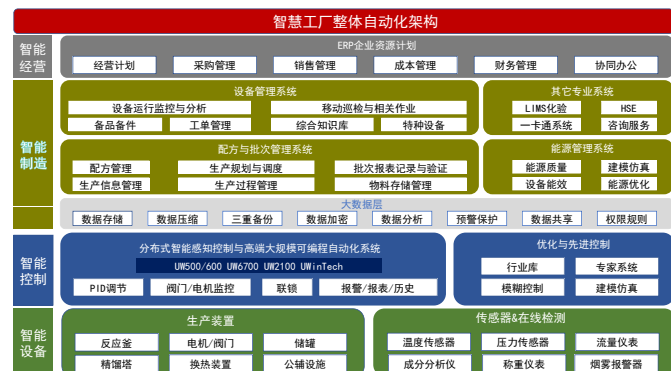 智慧工厂整体自动化架构
智能
经营
ERP企业资源计划
经营计划 采购管理 销售管理 成本管理 财务管理 协同办公
智能
制造
设备管理系统
设备运行监控与分析 移动巡检与相关作业
备品备件 工单管理 综合知识库 特种设备
其它专业系统
LIMS化验 HSE
一卡通系统 咨询服务
配方与批次管理系统
配方管理 生产规划与调度 批次报表记录与验证
生产信息管理 生产过程管理 物料存储管理
能源管理系统
能源质量 建模仿真
设备能效 能源优化
大数据层
数据存储 数据压缩 三重备份 数据加密 数据分析 预警保护 数据共享 权限规则
智能
控制
分布式智能感知控制与高端大规模可编程自动化系统
UW500/600 UW6700 UW2100 UWinTech
PID调节 阀门/电机监控 联锁 报警/报表/历史
优化与先进控制
行业库 专家系统
模糊控制 建模仿真
智能
设备
生产装置
反应釜 电机/阀门 储罐
精馏塔 换热装置 公辅设施
传感器&在线检测
温度传感器 压力传感器 流量仪表
成分分析仪 称重仪表 烟雾报警器